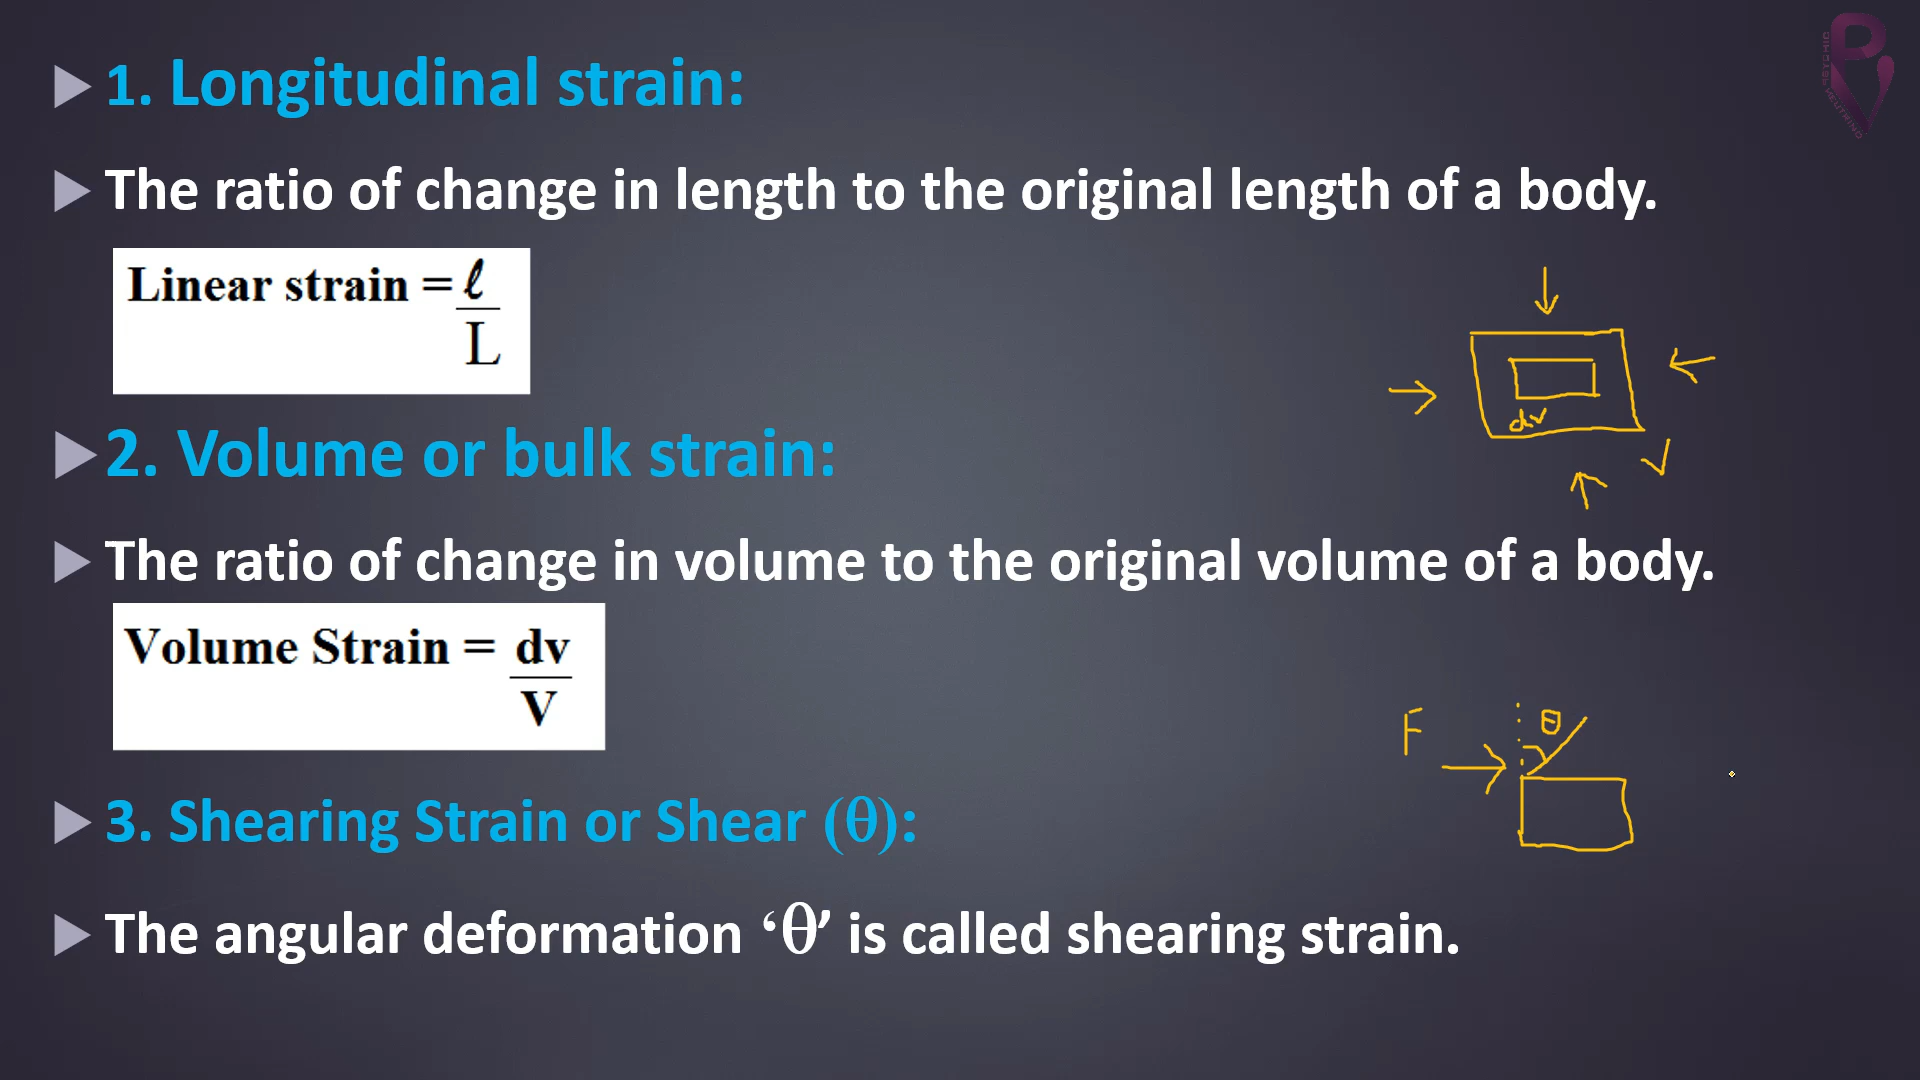 1. Longitudinal strain:
The ratio of change in length to the original length of a body.
Linear strain = ℓ
L
dv
2. Volume or bulk strain:
The ratio of change in volume to the original volume of a body.
Volume Strain = dv
V
F
θ
3. Shearing Strain or Shear (θ):
The angular deformation ‘θ’ is called shearing strain.
PSYCHIC
NEUTRINO